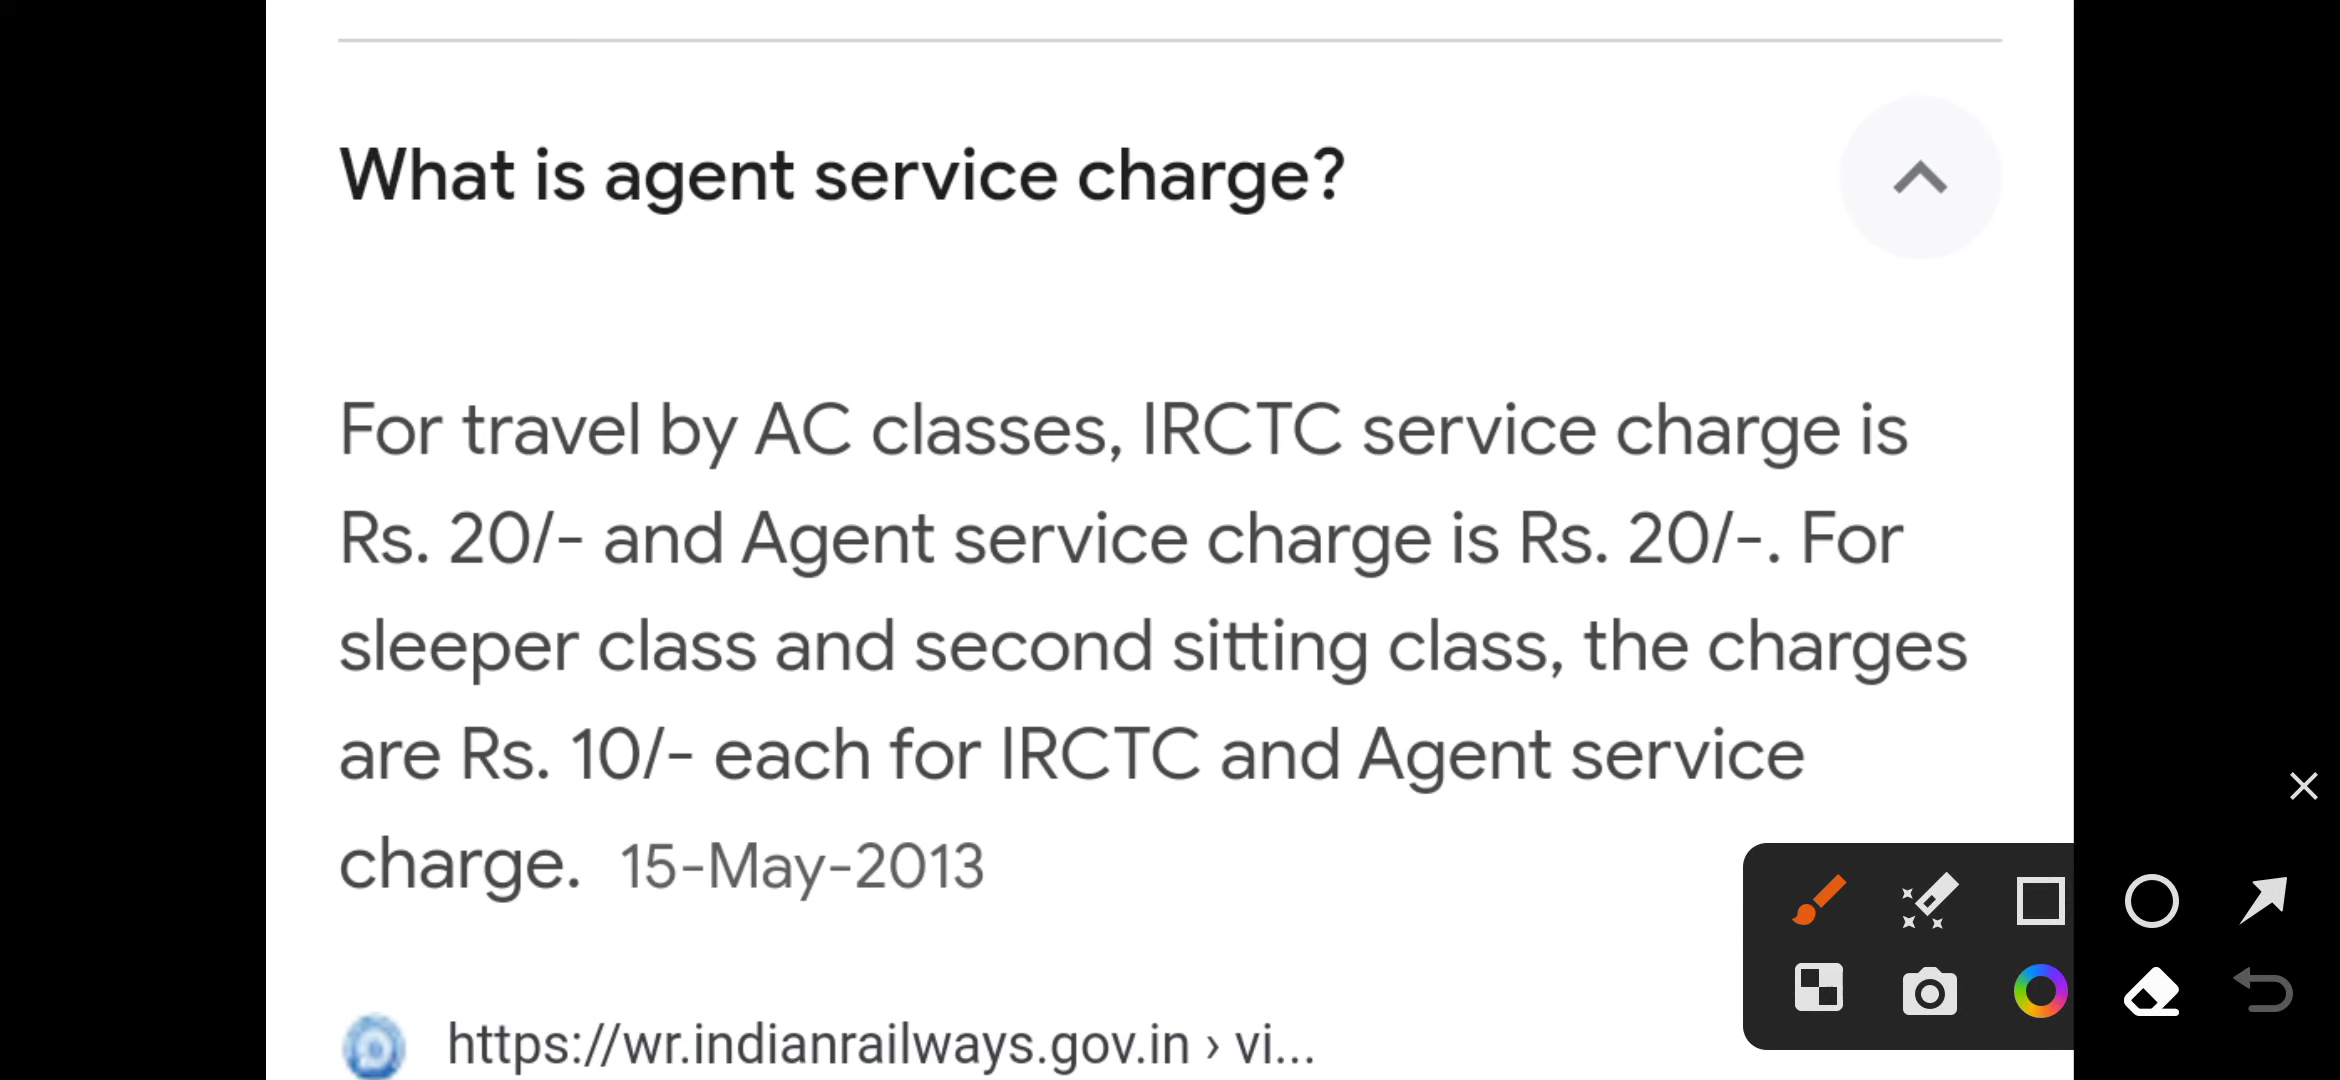 What is agent service charge?
For travel by AC classes, IRCTC service charge is
Rs. 20/- and Agent service charge is Rs. 20/-. For
sleeper class and second sitting class, the charges
are Rs. 10/- each for IRCTC and Agent service
charge. 15-May-2013
https://wr.indianrailways.gov.in › vi...